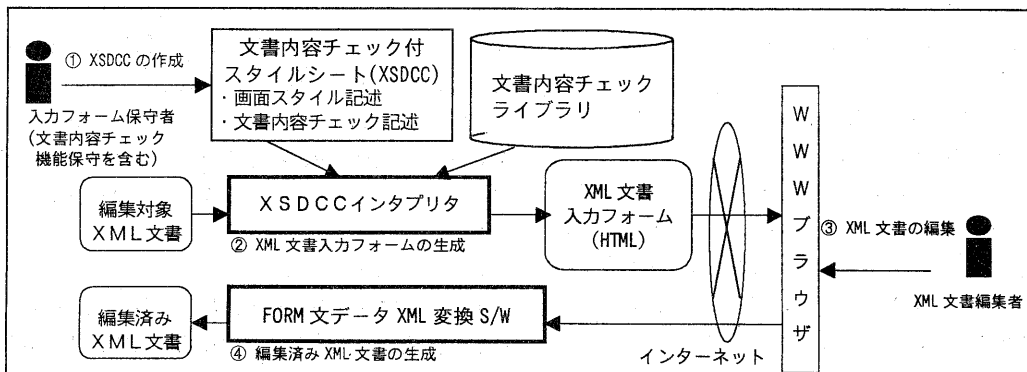 ① XSDCC の作成
入力フォーム保守者
(文書内容チェック
機能保守を含む)
文書内容チェック付
スタイルシート(XSDCC)
・画面スタイル記述
・文書内容チェック記述
文書内容チェック
ライブラリ
編集対象
XML文書
XSDCCインタプリタ
② XML 文書入力フォームの生成
XML 文書
入力フォーム
(HTML)
WWWブラウザ
③ XML 文書の編集
XML 文書編集者
編集済み
XML文書
FORM 文データ XML 変換 S/W
④ 編集済み XML 文書の生成
インターネット